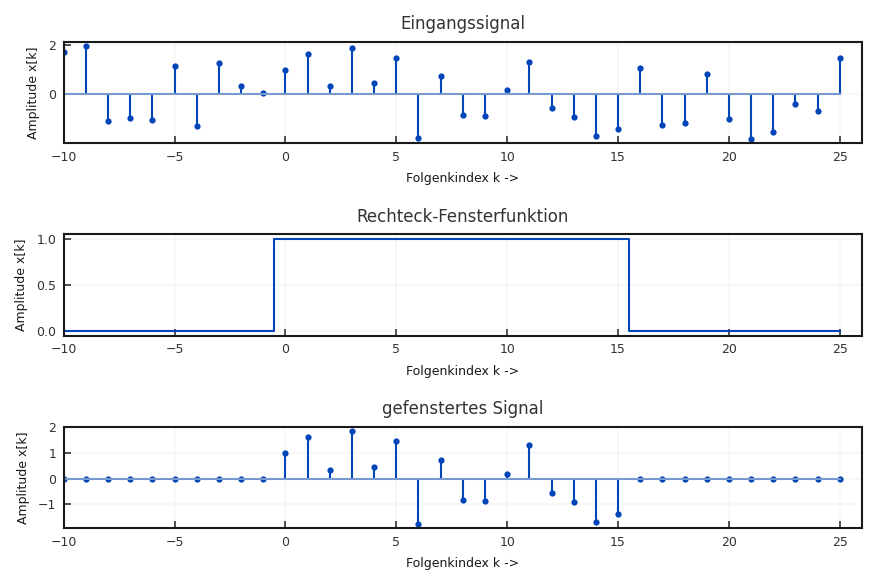 Eingangssignal
Amplitude x[k]
2
0
−10 −5 0 5 10 15 20 25
Folgenkindex k ->
Rechteck-Fensterfunktion
Amplitude x[k]
1.0
0.5
0.0
−10 −5 0 5 10 15 20 25
Folgenkindex k ->
gefenstertes Signal
Amplitude x[k]
2
1
0
−1
−10 −5 0 5 10 15 20 25
Folgenkindex k ->